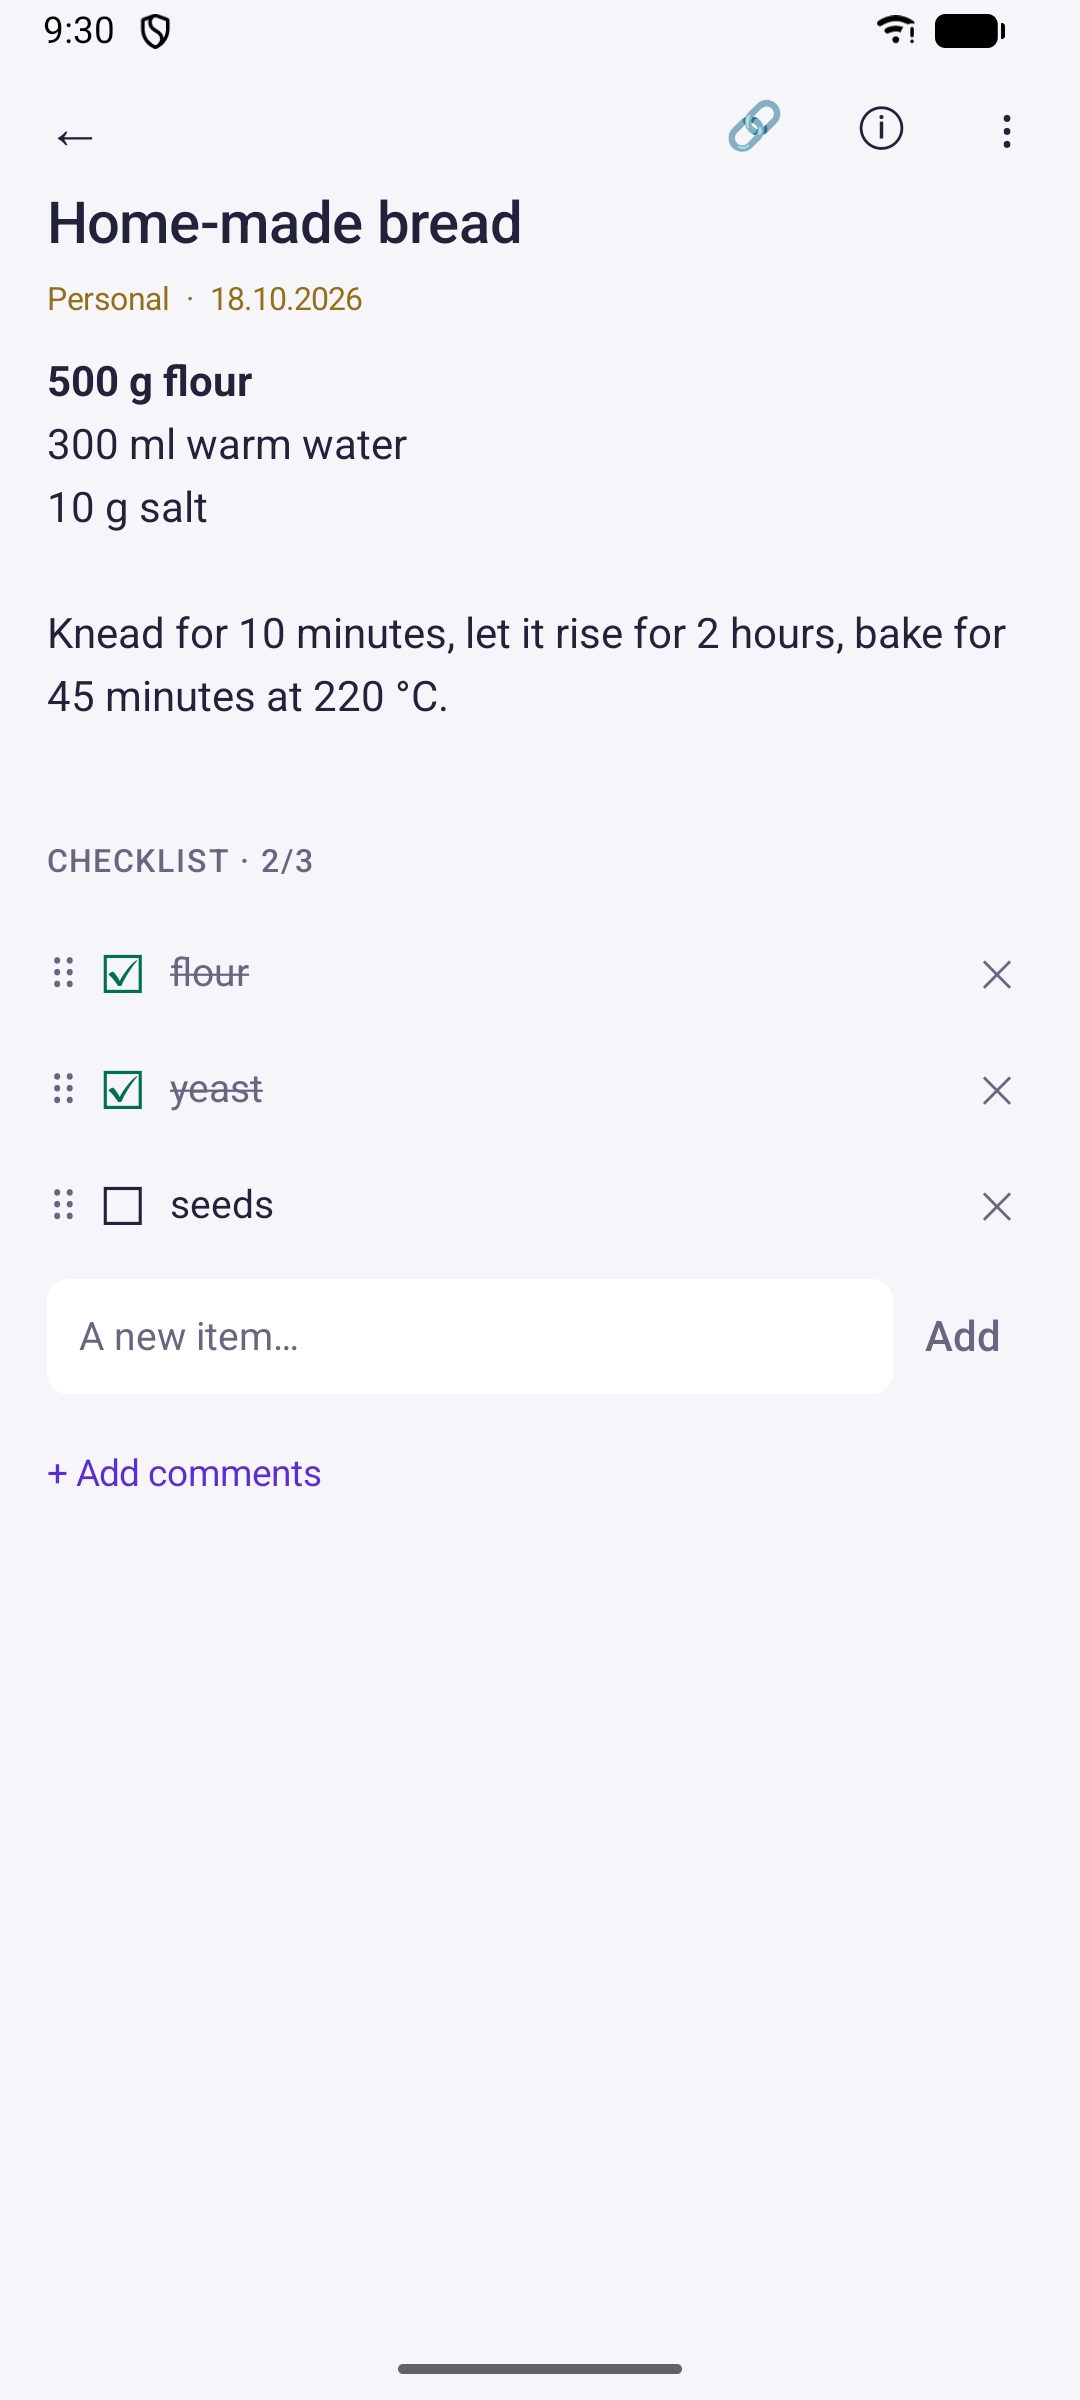 9:30
Home-made bread
Personal · 18.10.2026
500 g flour
300 ml warm water
10 g salt
Knead for 10 minutes, let it rise for 2 hours, bake for
45 minutes at 220 °C.
CHECKLIST · 2/3
flour
yeast
seeds
A new item...
Add
+ Add comments